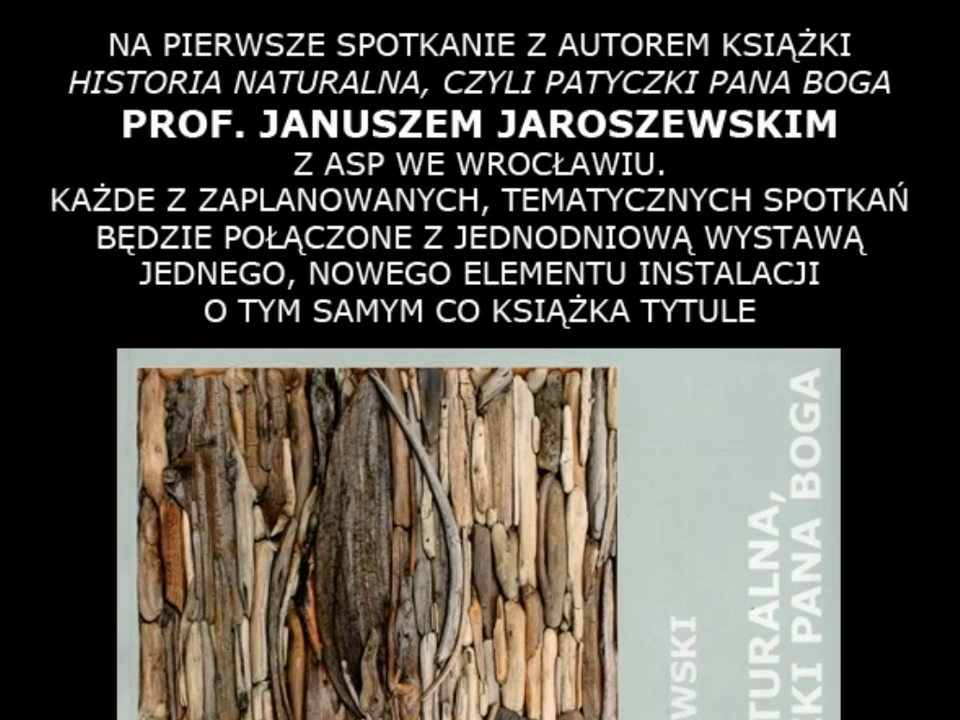 NA PIERWSZE SPOTKANIE Z AUTOREM KSIĄŻKI
HISTORIA NATURALNA, CZYLI PATYCZKI PANA BOGA
PROF. JANUSZEM JAROSZEWSKIM
Z ASP WE WROCŁAWIU.
KAŻDE Z ZAPLANOWANYCH, TEMATYCZNYCH SPOTKAŃ
BĘDZIE POŁĄCZONE Z JEDNODNIOWĄ WYSTAWĄ
JEDNEGO, NOWEGO ELEMENTU INSTALACJI
O TYM SAMYM CO KSIĄŻKA TYTULE
WSKI
TURALNA,
KI PANA BOGA